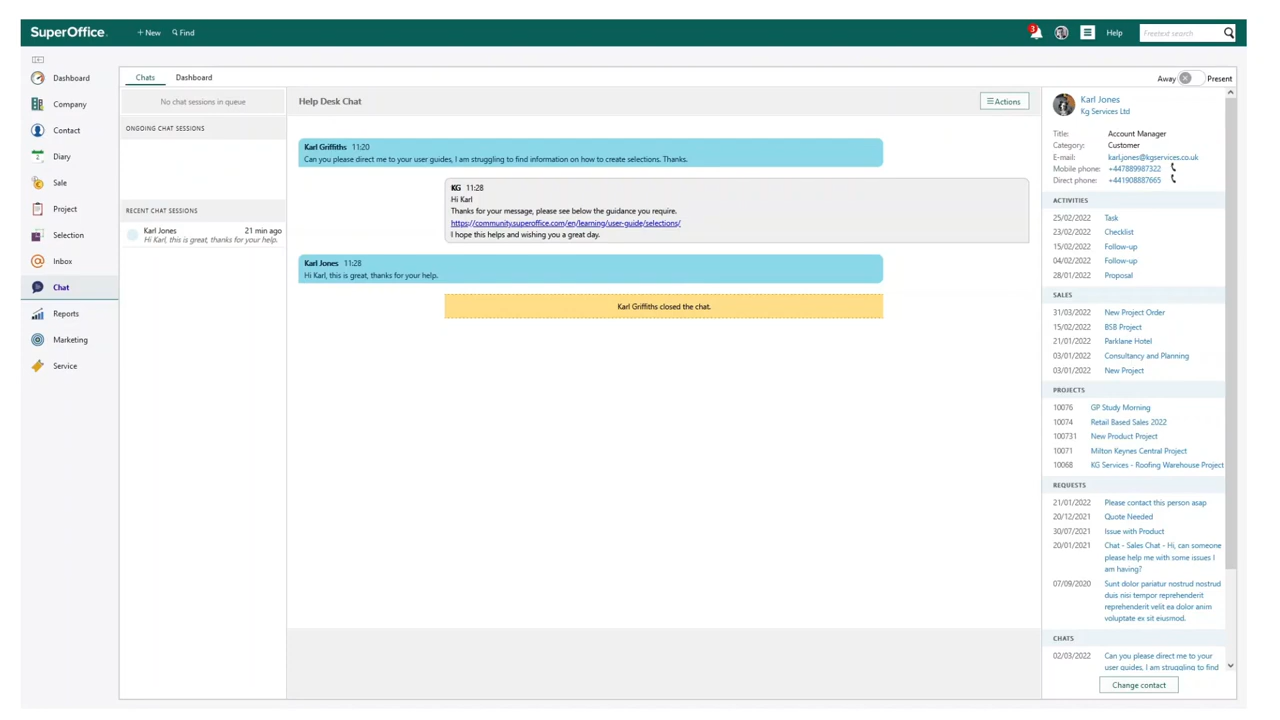 SuperOffice.
+ New
Find
3
Help
Freetext search
Dashboard
Company
Contact
2
Diary
Sale
Project
Selection
Inbox
Chat
Reports
Marketing
Service
Chats
Dashboard
Away
Present
No chat sessions in queue
ONGOING CHAT SESSIONS
RECENT CHAT SESSIONS
Karl Jones
21 min ago
Hi Karl, this is great, thanks for your help.
Help Desk Chat
Actions
Karl Griffiths 11:20
Can you please direct me to your user guides, I am struggling to find information on how to create selections. Thanks.
KG 11:28
Hi Karl
Thanks for your message, please see below the guidance you require.
https://community.superoffice.com/en/learning/user-guide/selections/
I hope this helps and wishing you a great day.
Karl Jones 11:28
Hi Karl, this is great, thanks for your help.
Karl Griffiths closed the chat.
Karl Jones
Kg Services Ltd
Title: Account Manager
Category: Customer
E-mail: karl.jones@kgservices.co.uk
Mobile phone: +447889987322
Direct phone: +441908887665
ACTIVITIES
25/02/2022 Task
23/02/2022 Checklist
15/02/2022 Follow-up
04/02/2022 Follow-up
28/01/2022 Proposal
SALES
31/03/2022 New Project Order
15/02/2022 BSB Project
21/01/2022 Parklane Hotel
03/01/2022 Consultancy and Planning
03/01/2022 New Project
PROJECTS
10076 GP Study Morning
10074 Retail Based Sales 2022
100731 New Product Project
10071 Milton Keynes Central Project
10068 KG Services - Roofing Warehouse Project
REQUESTS
21/01/2022 Please contact this person asap
20/12/2021 Quote Needed
30/07/2021 Issue with Product
20/01/2021 Chat - Sales Chat - Hi, can someone
please help me with some issues I
am having?
07/09/2020 Sunt dolor pariatur nostrud nostrud
duis nisi tempor reprehenderit
reprehenderit velit ea dolor anim
voluptate ex sit eiusmod.
CHATS
02/03/2022 Can you please direct me to your
user guides, I am struggling to find
Change contact